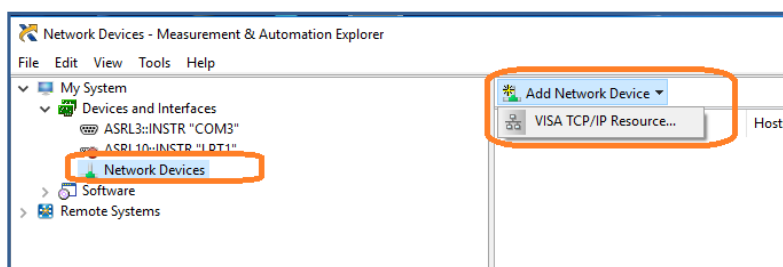 Network Devices - Measurement & Automation Explorer
File Edit View Tools Help
My System
Devices and Interfaces
ASRL3::INSTR "COM3"
ASRL10::INSTR "LPT1"
Network Devices
Software
Remote Systems
Add Network Device
VISA TCP/IP Resource...
Host